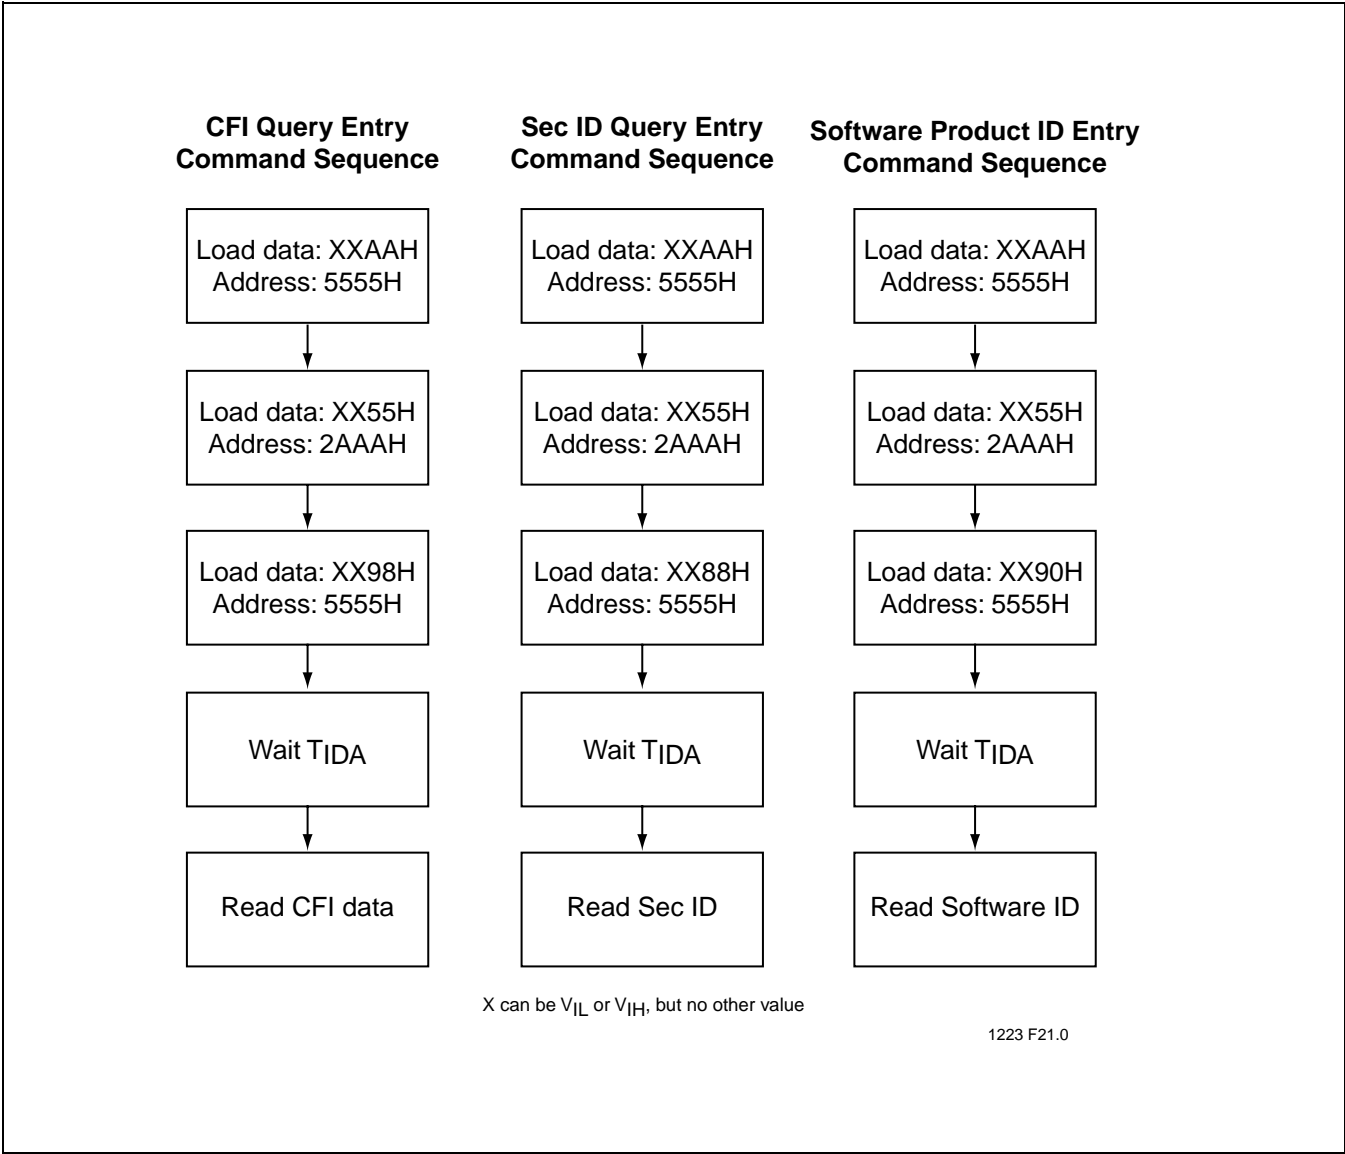 CFI Query Entry
Command Sequence
Load data: XXAAH
Address: 5555H
Load data: XX55H
Address: 2AAAH
Load data: XX98H
Address: 5555H
Wait TIDA
Read CFI data
Sec ID Query Entry
Command Sequence
Load data: XXAAH
Address: 5555H
Load data: XX55H
Address: 2AAAH
Load data: XX88H
Address: 5555H
Wait TIDA
Read Sec ID
Software Product ID Entry
Command Sequence
Load data: XXAAH
Address: 5555H
Load data: XX55H
Address: 2AAAH
Load data: XX90H
Address: 5555H
Wait TIDA
Read Software ID
X can be VIL or VIH, but no other value
1223 F21.0